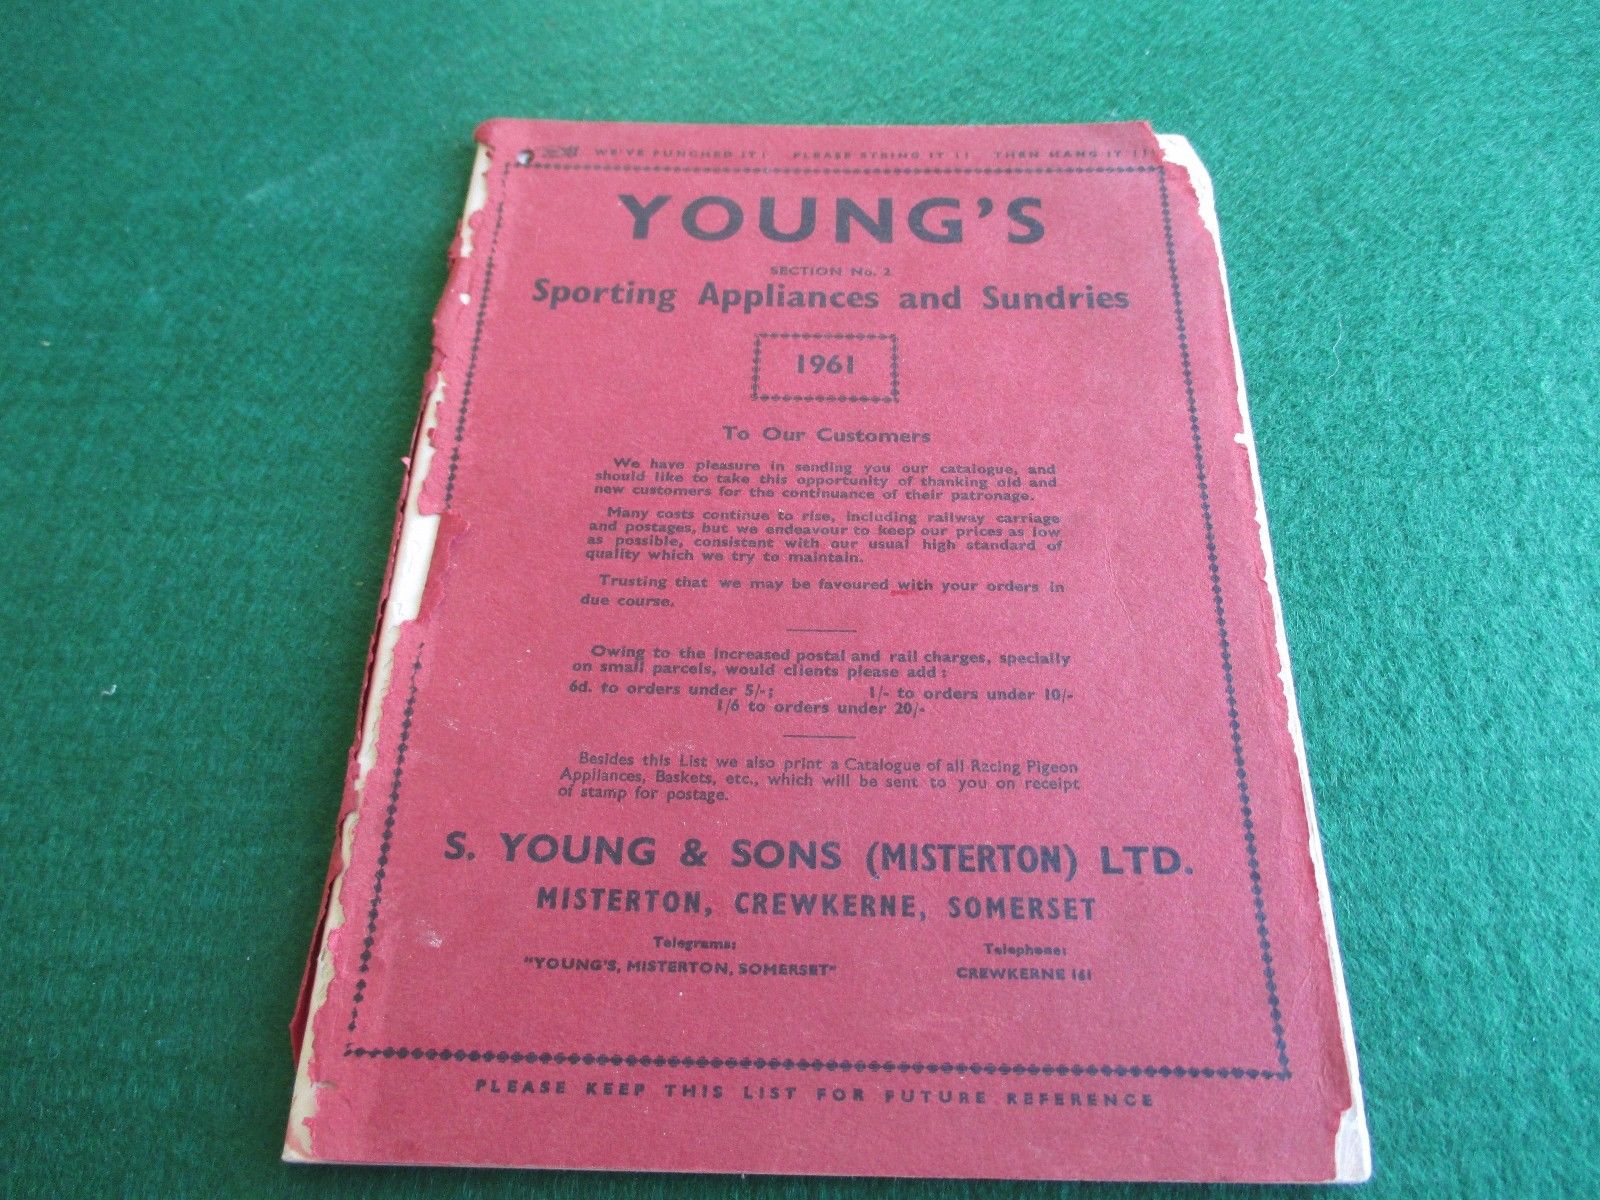 WE'VE PUNCHED IT! PLEASE STRING IT !! THEN HANG IT !!!
YOUNG'S
SECTION No. 2
Sporting Appliances and Sundries
1961
To Our Customers
We have pleasure in sending you our catalogue, and
should like to take this opportunity of thanking old and
new customers for the continuance of their patronage.
Many costs continue to rise, including railway carriage
and postages, but we endeavour to keep our prices as low
as possible, consistent with our usual high standard of
quality which we try to maintain.
Trusting that we may be favoured with your orders in
due course.
Owing to the increased postal and rail charges, specially
on small parcels, would clients please add :
6d. to orders under 5/-; 1/- to orders under 10/-
1/6 to orders under 20/-
Besides this List we also print a Catalogue of all Racing Pigeon
Appliances, Baskets, etc., which will be sent to you on receipt
of stamp for postage.
S. YOUNG & SONS (MISTERTON) LTD.
MISTERTON, CREWKERNE, SOMERSET
Telegrams: Telephone:
"YOUNG'S, MISTERTON, SOMERSET" CREWKERNE 161
PLEASE KEEP THIS LIST FOR FUTURE REFERENCE